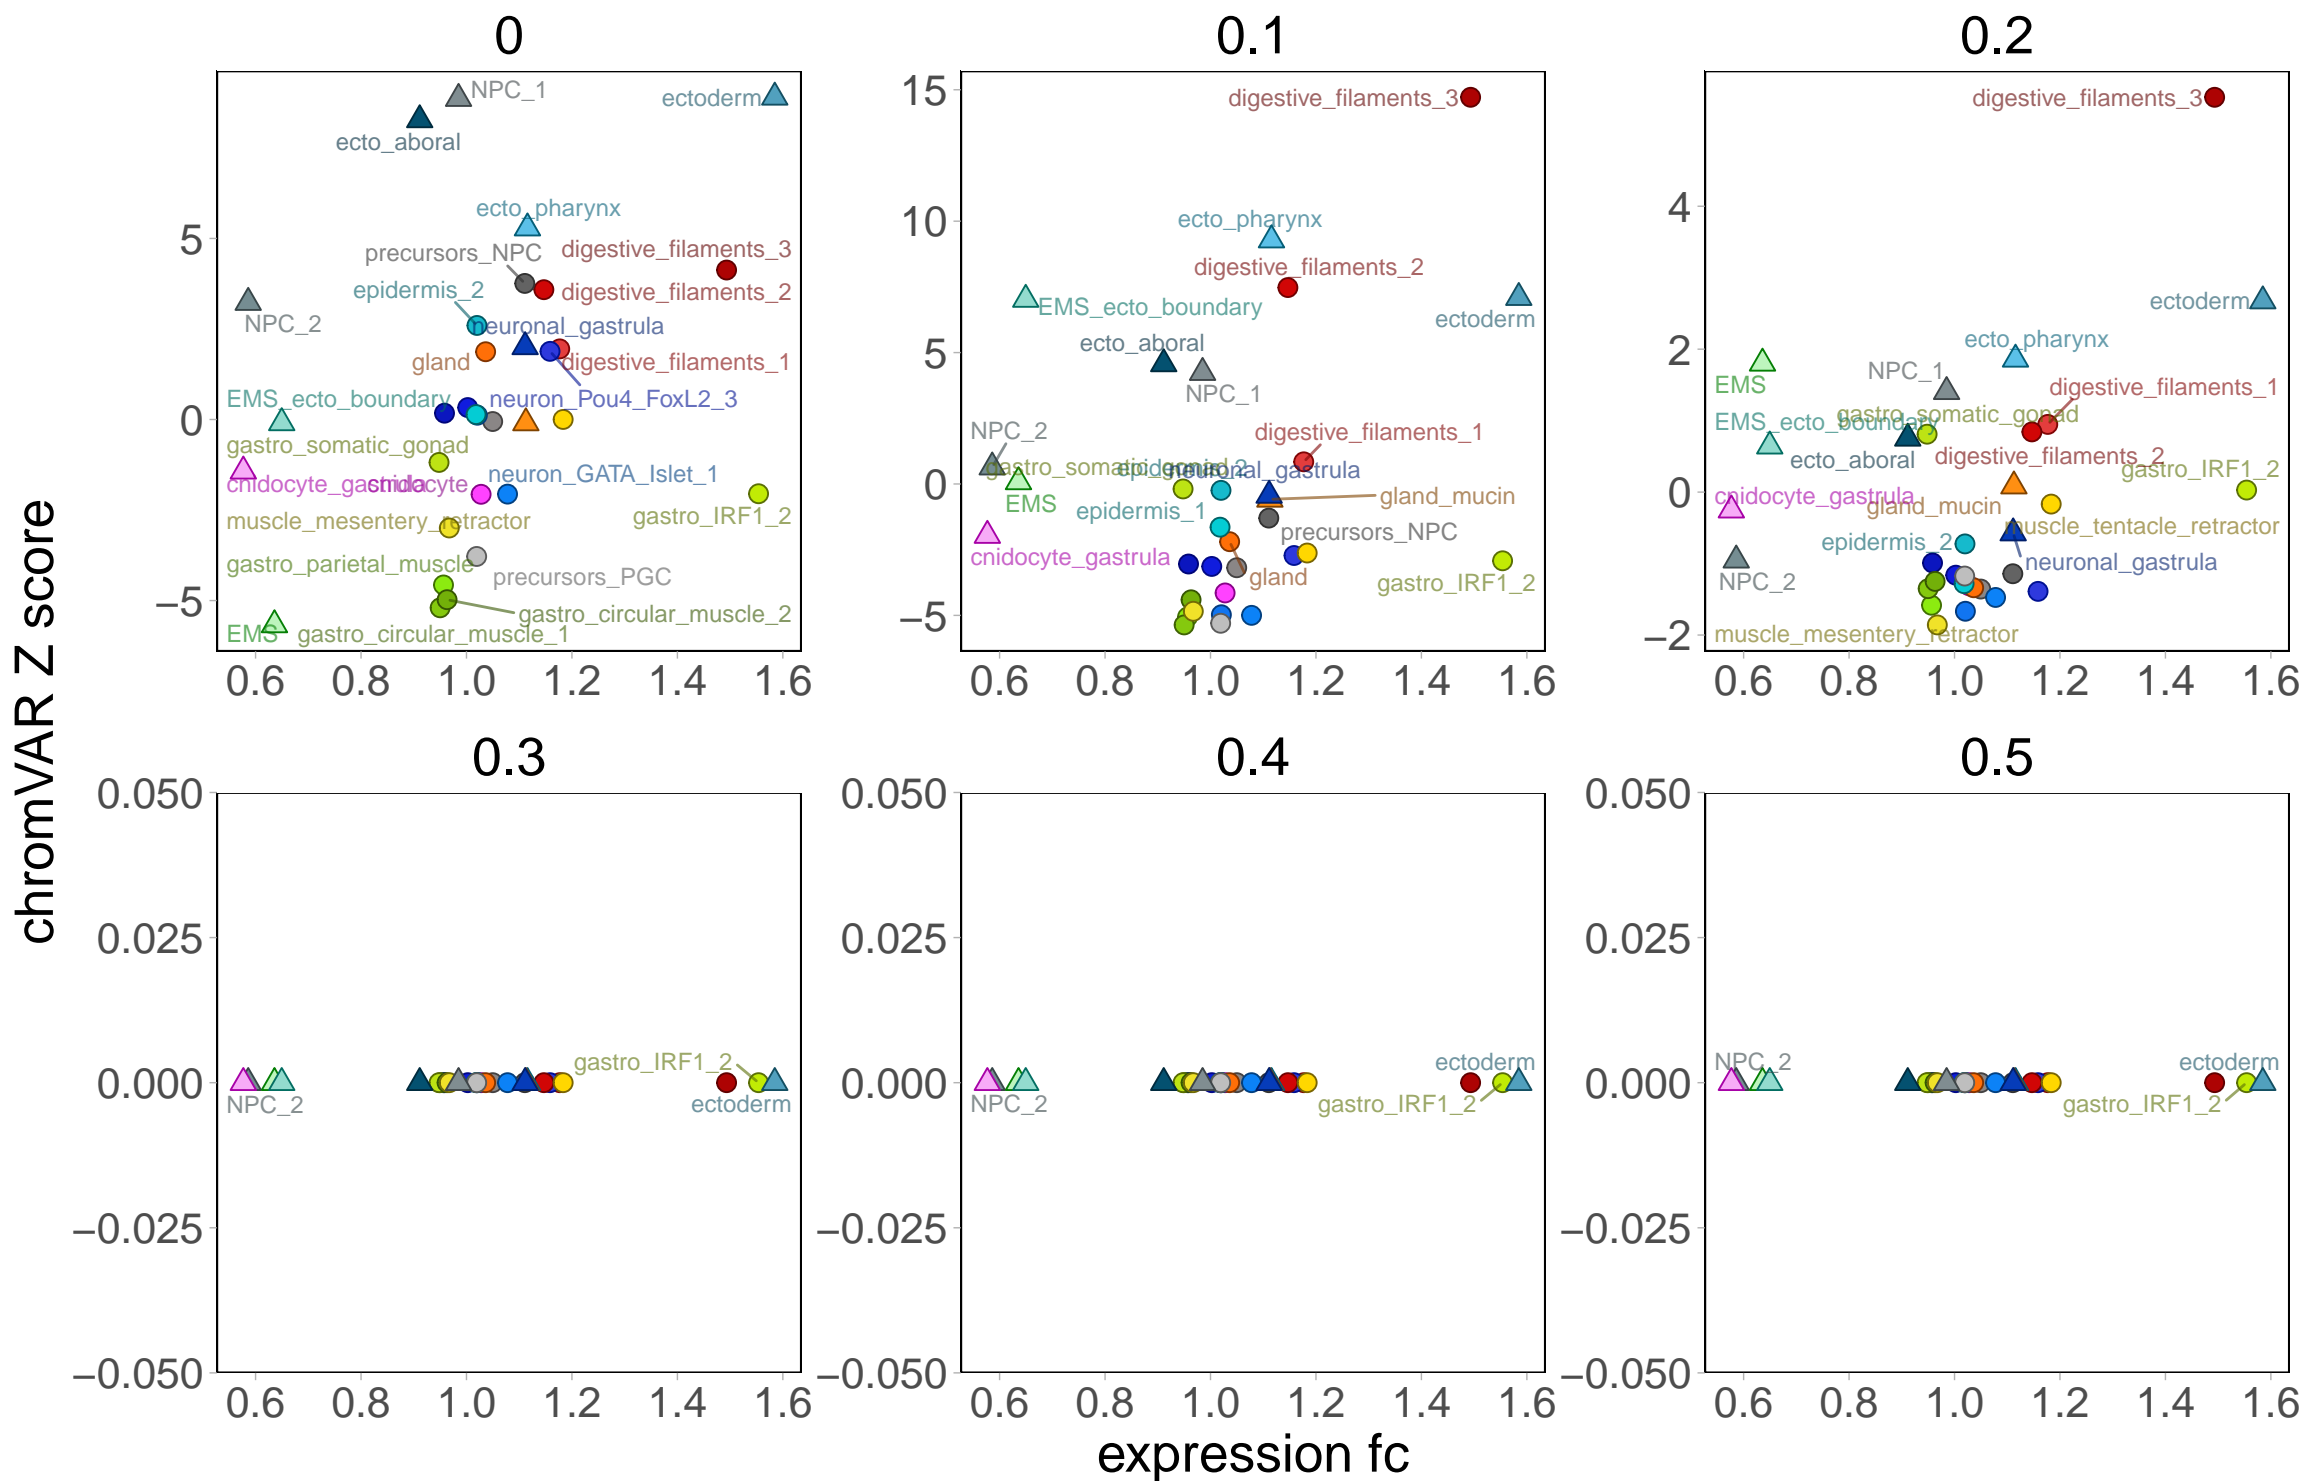 0
0.1
0.2
NPC_1
ectoderm
ecto_aboral
ecto_pharynx
precursors_NPC
digestive_filaments_3
epidermis_2
digestive_filaments_2
NPC_2
neuronal_gastrula
gland
digestive_filaments_1
EMS_ecto_boundary
neuron_Pou4_FoxL2_3
gastro_somatic_gonad
cnidocyte_gastrula
cnidocyte
neuron_GATA_Islet_1
muscle_mesentery_retractor
gastro_IRF1_2
gastro_parietal_muscle
precursors_PGC
gastro_circular_muscle_2
EMS
gastro_circular_muscle_1
5
0
−5
0.6 0.8 1.0 1.2 1.4 1.6
digestive_filaments_3
ecto_pharynx
digestive_filaments_2
EMS_ecto_boundary
ectoderm
ecto_aboral
NPC_1
NPC_2
digestive_filaments_1
gastro_somatic_gonad
epidermis_2
neuronal_gastrula
EMS
gland_mucin
epidermis_1
precursors_NPC
cnidocyte_gastrula
gland
gastro_IRF1_2
15
10
5
0
−5
0.6 0.8 1.0 1.2 1.4 1.6
digestive_filaments_3
ectoderm
ecto_pharynx
NPC_1
EMS
digestive_filaments_1
gastro_somatic_gonad
EMS_ecto_boundary
ecto_aboral
digestive_filaments_2
gastro_IRF1_2
cnidocyte_gastrula
gland_mucin
muscle_tentacle_retractor
epidermis_2
neuronal_gastrula
NPC_2
muscle_mesentery_retractor
4
2
0
−2
0.6 0.8 1.0 1.2 1.4 1.6
chromVAR Z score
0.3
0.4
0.5
0.050
0.025
0.000
−0.025
−0.050
gastro_IRF1_2
NPC_2
ectoderm
0.6 0.8 1.0 1.2 1.4 1.6
0.050
0.025
0.000
−0.025
−0.050
ectoderm
NPC_2
gastro_IRF1_2
0.6 0.8 1.0 1.2 1.4 1.6
0.050
0.025
0.000
−0.025
−0.050
NPC_2
ectoderm
gastro_IRF1_2
0.6 0.8 1.0 1.2 1.4 1.6
expression fc